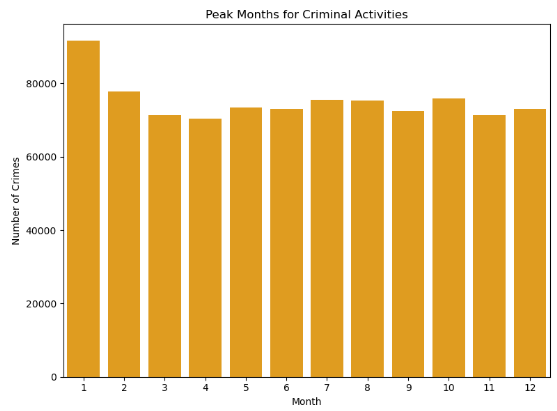 Peak Months for Criminal Activities
Number of Crimes
80000
60000
40000
20000
0
1 2 3 4 5 6 7 8 9 10 11 12
Month